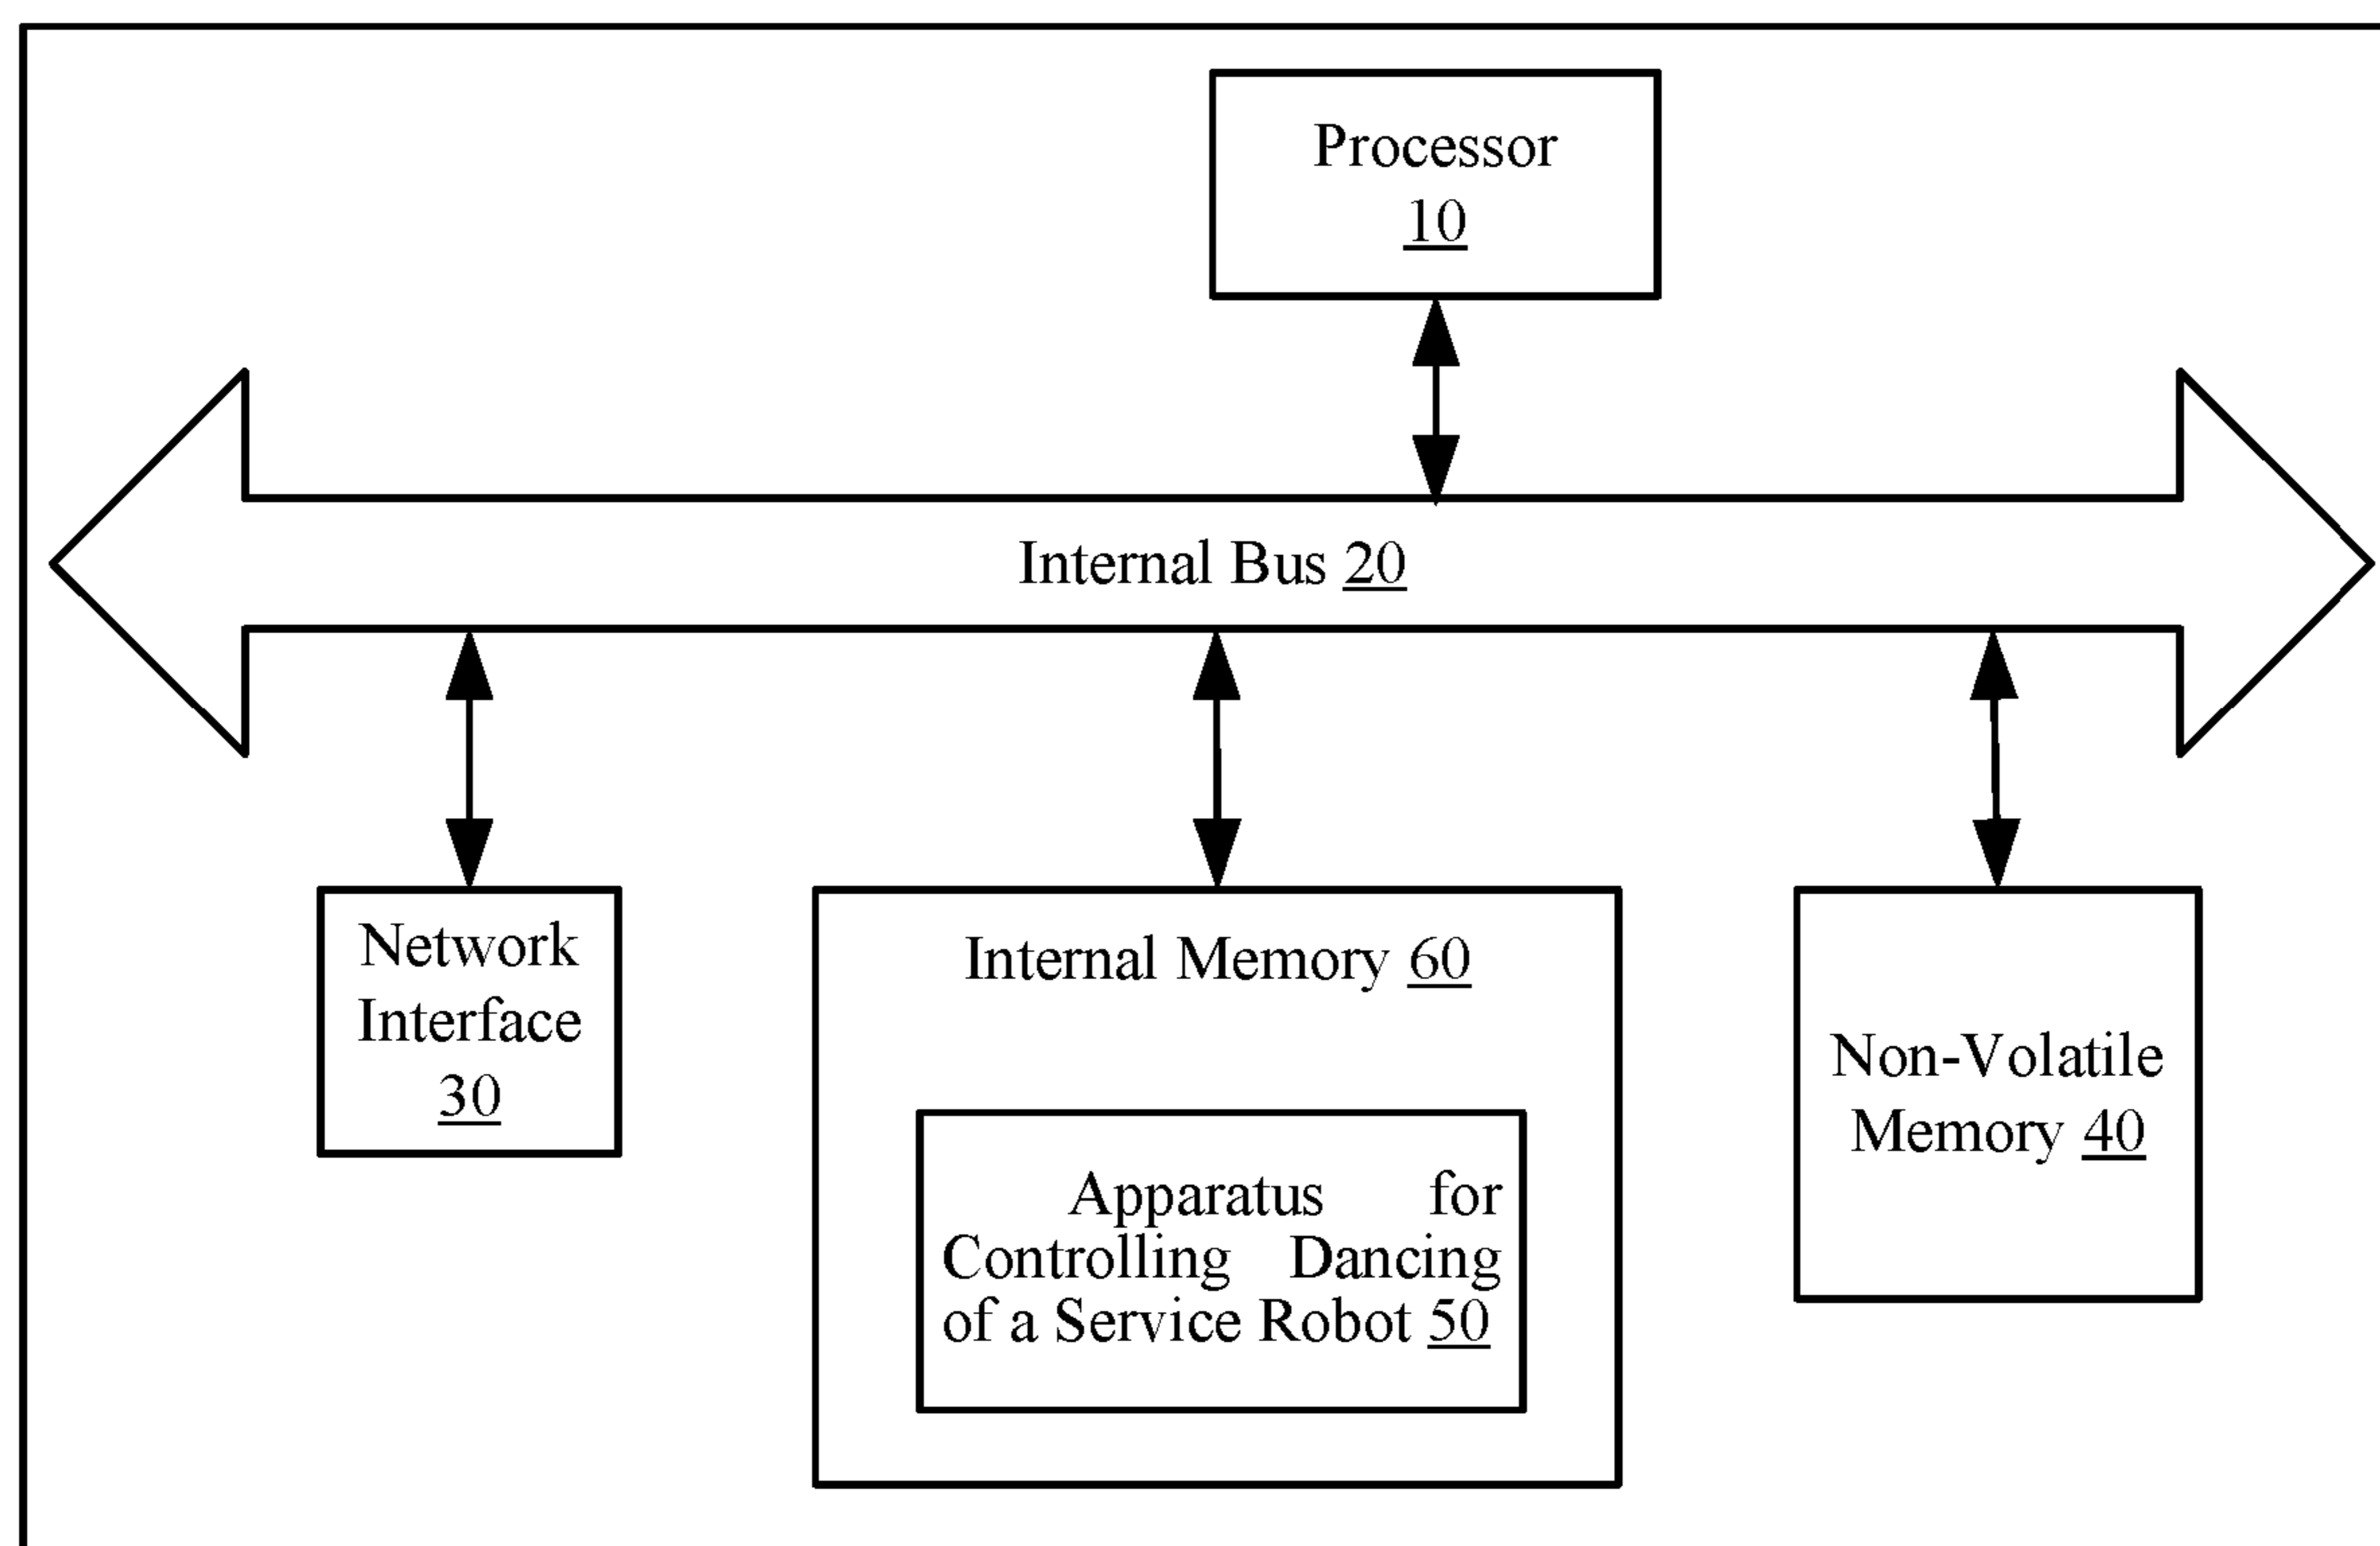 Processor
10
Internal Bus 20
Network
Interface
30
Internal Memory 60
Apparatus for
Controlling Dancing
of a Service Robot 50
Non-Volatile
Memory 40